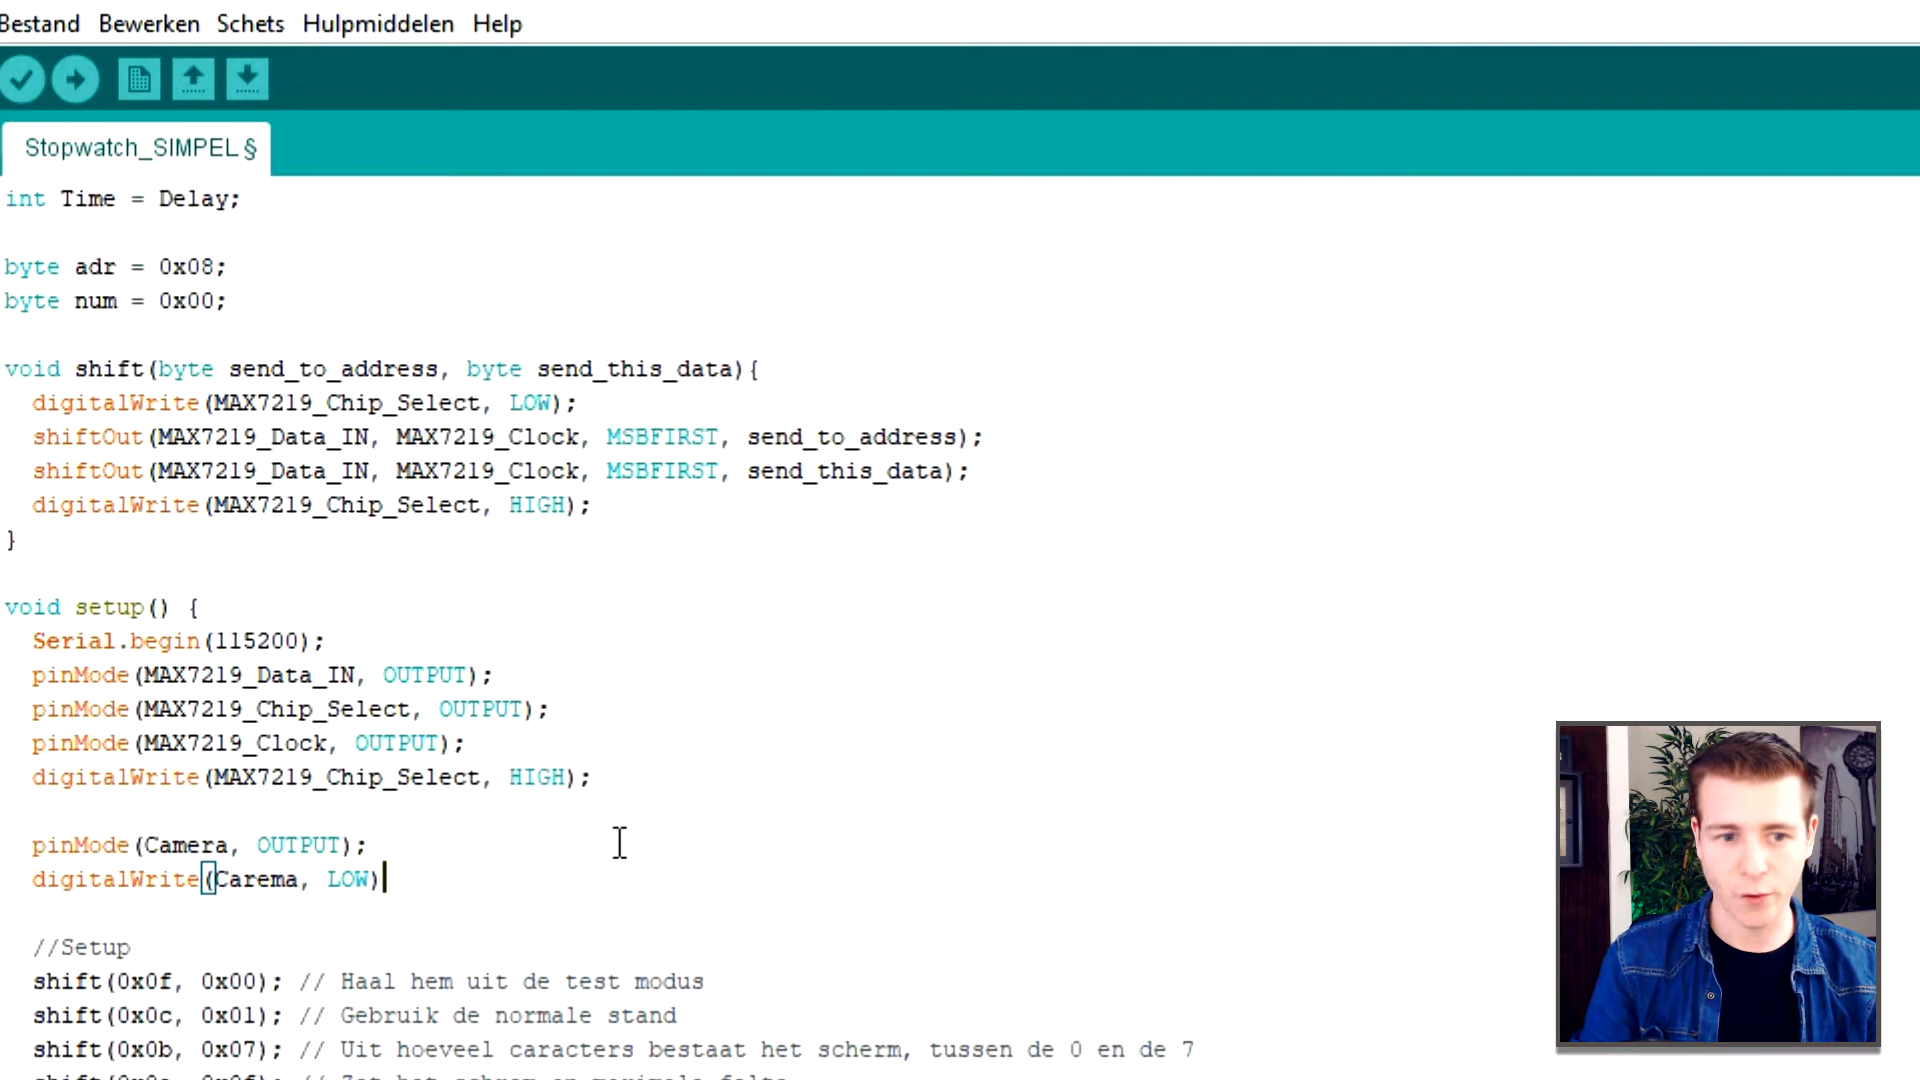 Bestand Bewerken Schets Hulpmiddelen Help
Stopwatch_SIMPEL §
int Time = Delay;
byte adr = 0x08;
byte num = 0x00;
void shift(byte send_to_address, byte send_this_data){
digitalWrite(MAX7219_Chip_Select, LOW);
shiftOut(MAX7219_Data_IN, MAX7219_Clock, MSBFIRST, send_to_address);
shiftOut(MAX7219_Data_IN, MAX7219_Clock, MSBFIRST, send_this_data);
digitalWrite(MAX7219_Chip_Select, HIGH);
}
void setup() {
Serial.begin(115200);
pinMode(MAX7219_Data_IN, OUTPUT);
pinMode(MAX7219_Chip_Select, OUTPUT);
pinMode(MAX7219_Clock, OUTPUT);
digitalWrite(MAX7219_Chip_Select, HIGH);
pinMode(Camera, OUTPUT);
digitalWrite(Carema, LOW)
//Setup
shift(0x0f, 0x00); // Haal hem uit de test modus
shift(0x0c, 0x01); // Gebruik de normale stand
shift(0x0b, 0x07); // Uit hoeveel caracters bestaat het scherm, tussen de 0 en de 7